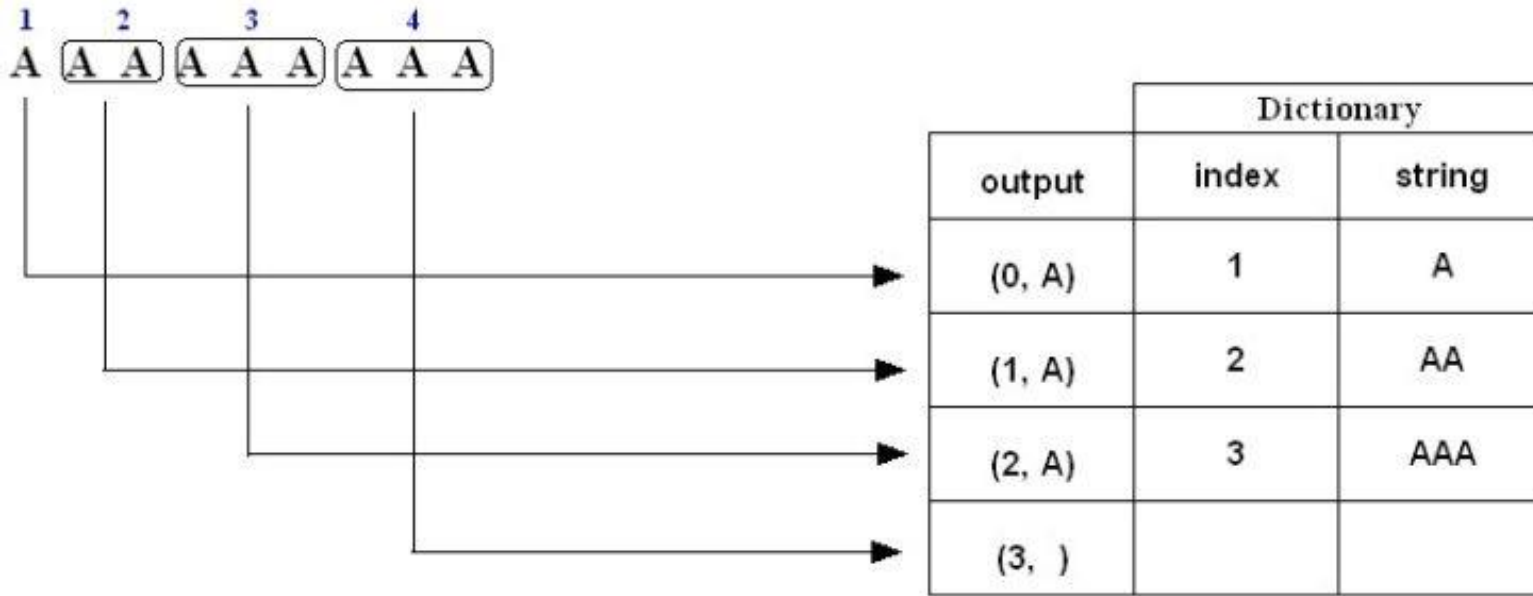 1 2 3 4
A A A A A A A A A
Dictionary
output index string
(0, A) 1 A
(1, A) 2 AA
(2, A) 3 AAA
(3, )